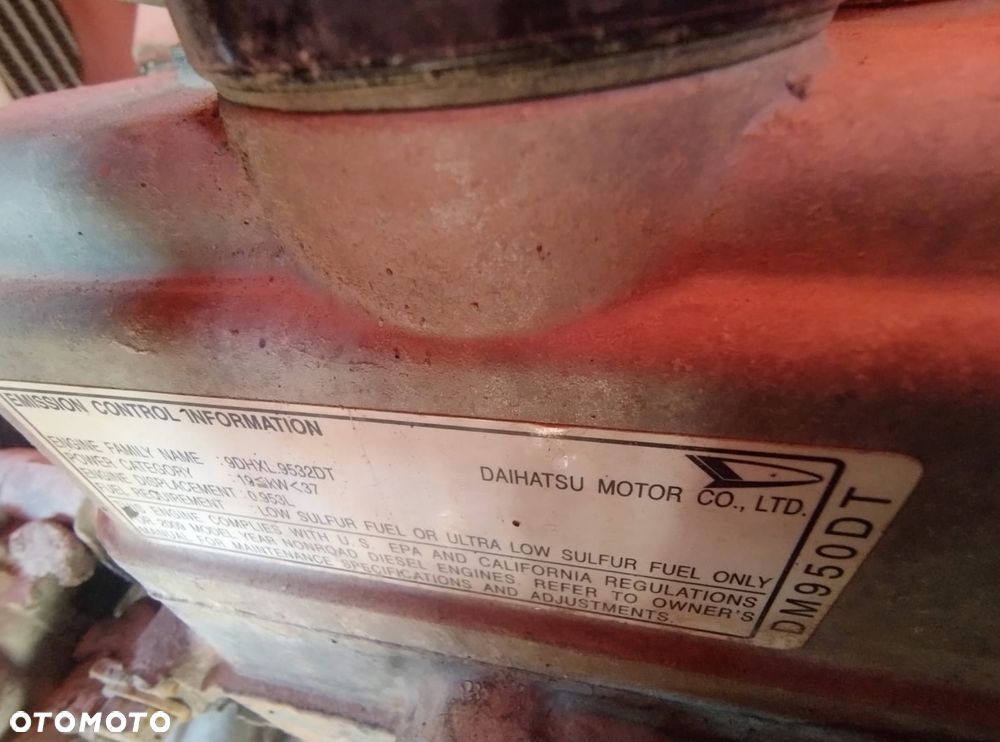 EMISSION CONTROL INFORMATION
ENGINE FAMILY NAME : 9DHXL.9532DT
POWER CATEGORY : 19≦kW<37
ENGINE DISPLACEMENT : 0.953L
FUEL REQUIREMENT : LOW SULFUR FUEL OR ULTRA LOW SULFUR FUEL ONLY
ENGINE COMPLIES WITH U.S. EPA AND CALIFORNIA REGULATIONS
FOR 2009 MODEL YEAR NONROAD DIESEL ENGINES. REFER TO OWNER'S
MANUAL FOR MAINTENANCE SPECIFICATIONS AND ADJUSTMENTS.
DAIHATSU MOTOR CO., LTD.
DM950DT
OTOMOTO